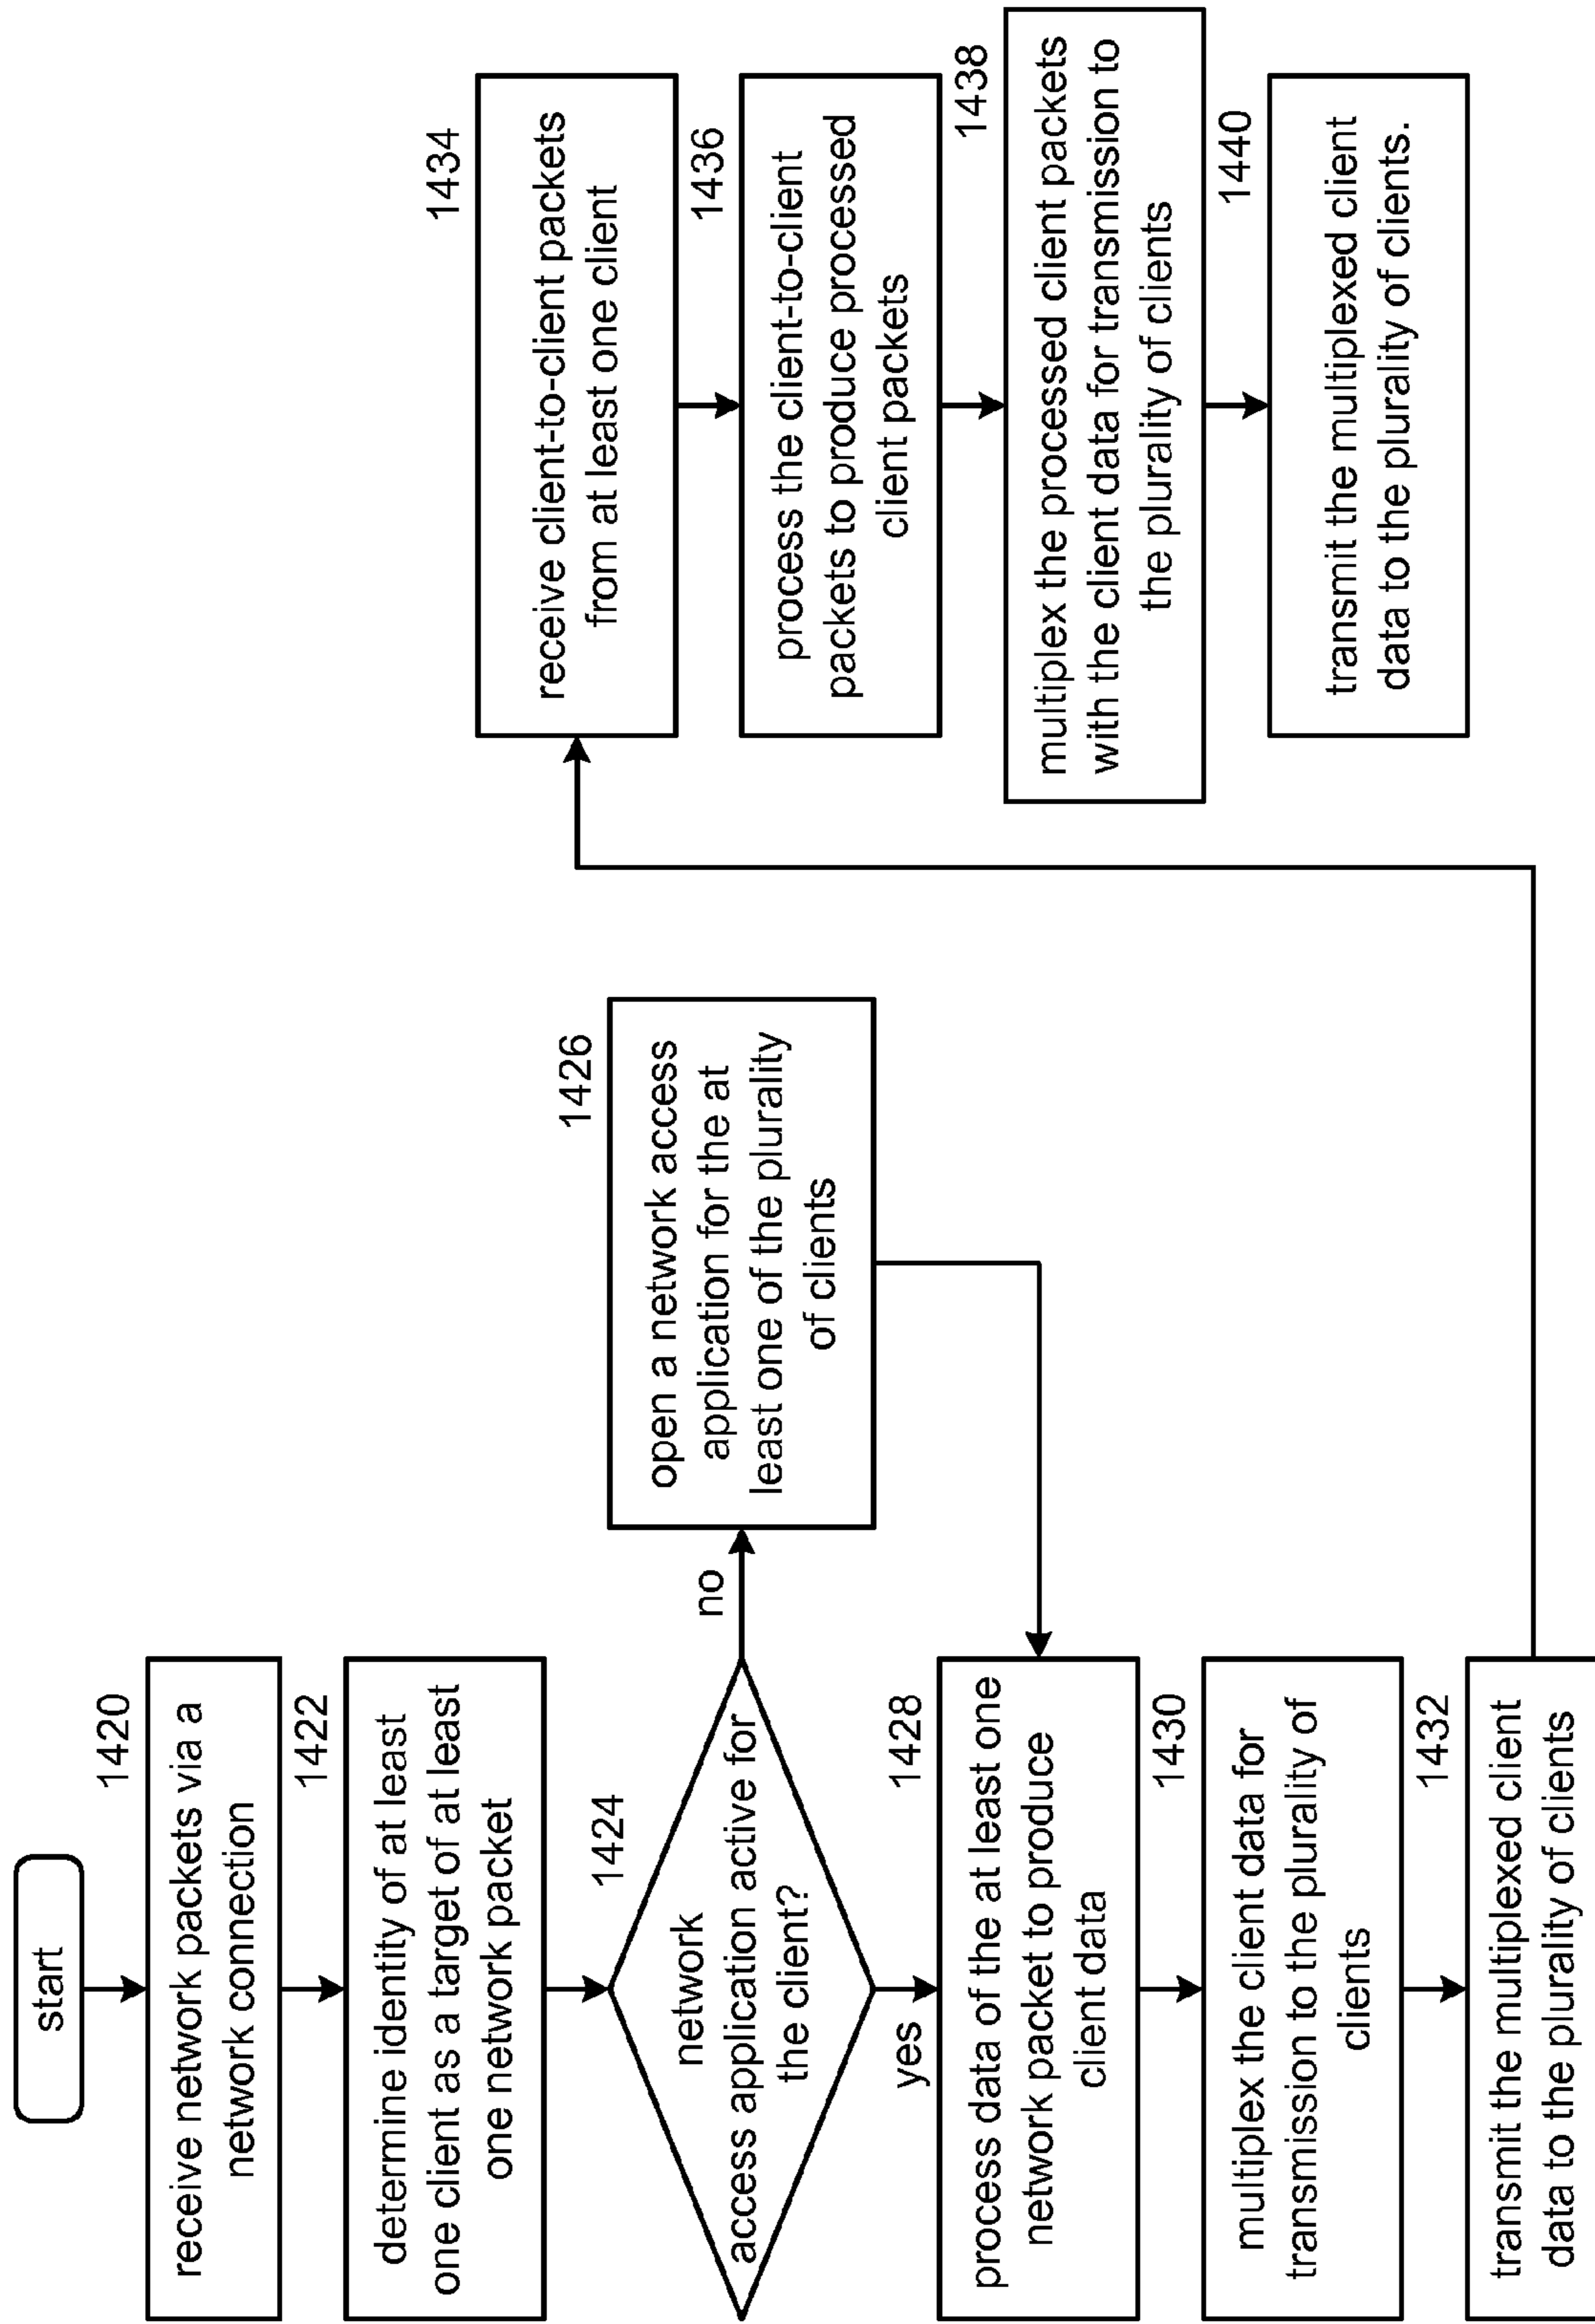 start
1420
receive network packets via a
network connection
1422
determine identity of at least
one client as a target of at least
one network packet
1424
network
access application active for
the client?
no
1426
open a network access
application for the at
least one of the plurality
of clients
yes
1428
process data of the at least one
network packet to produce
client data
1430
multiplex the client data for
transmission to the plurality of
clients
1432
transmit the multiplexed client
data to the plurality of clients
1434
receive client-to-client packets
from at least one client
1436
process the client-to-client
packets to produce processed
client packets
1438
multiplex the processed client packets
with the client data for transmission to
the plurality of clients
1440
transmit the multiplexed client
data to the plurality of clients.